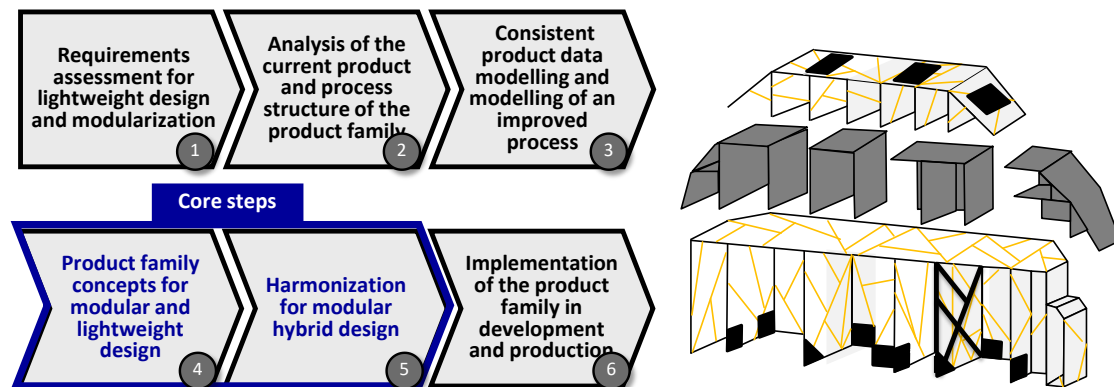 Requirements
assessment for
lightweight design
and modularization
1
Analysis of the
current product
and process
structure of the
product family
2
Consistent
product data
modelling and
modelling of an
improved
process
3
Core steps
Product family
concepts for
modular and
lightweight
design
4
Harmonization
for modular
hybrid design
5
Implementation
of the product
family in
development
and production
6